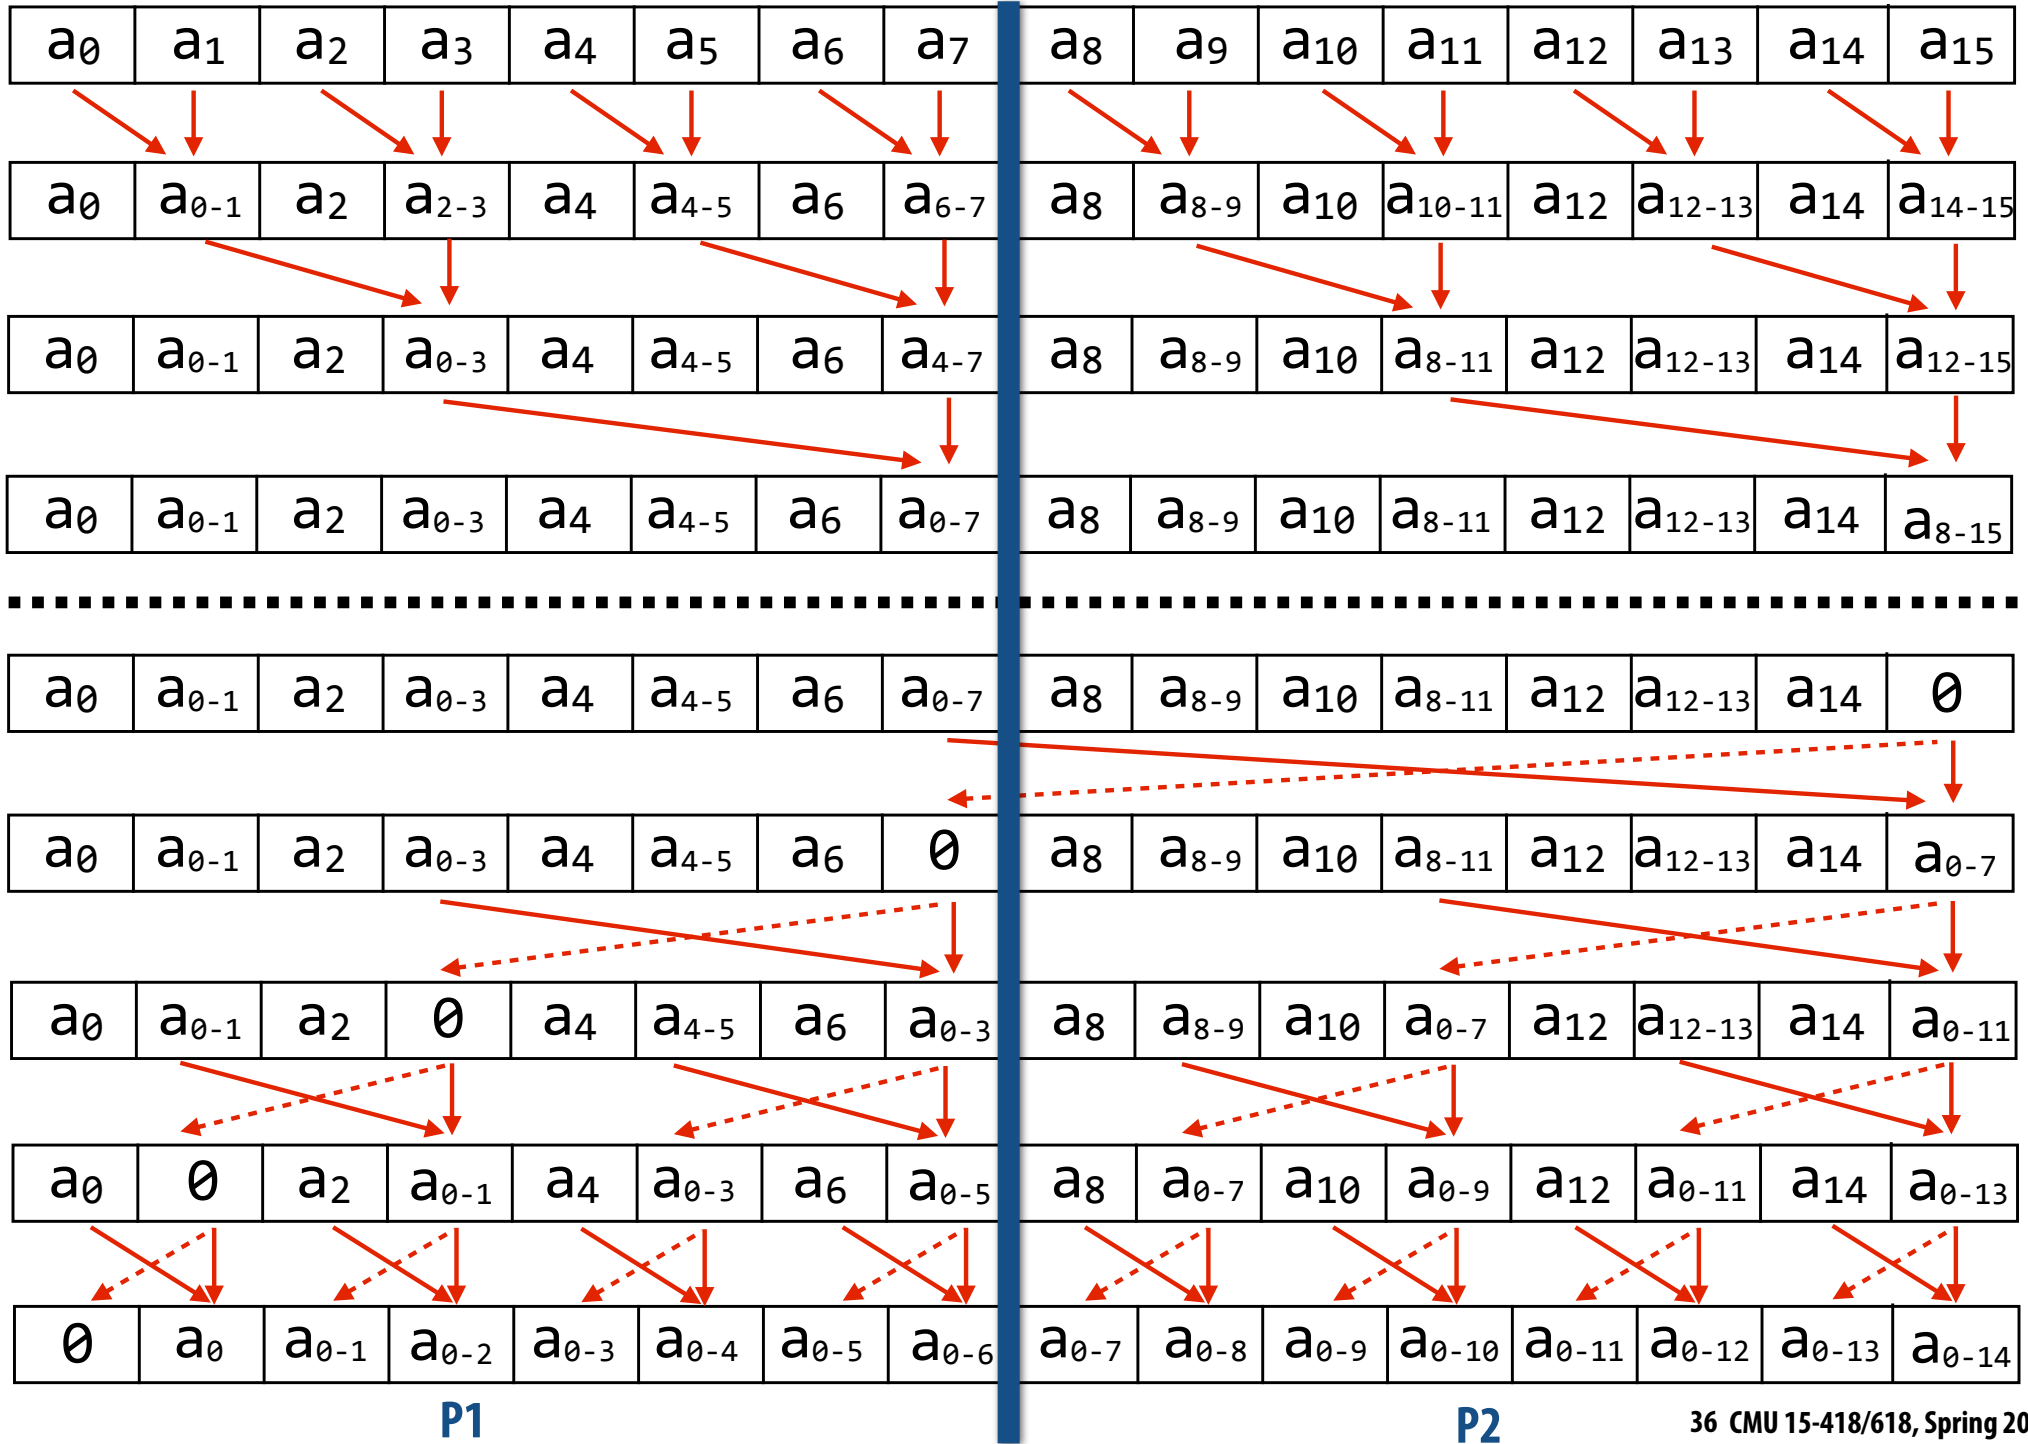 a0 a1 a2 a3 a4 a5 a6 a7 a8 a9 a10 a11 a12 a13 a14 a15
a0 a0-1 a2 a2-3 a4 a4-5 a6 a6-7 a8 a8-9 a10 a10-11 a12 a12-13 a14 a14-15
a0 a0-1 a2 a0-3 a4 a4-5 a6 a4-7 a8 a8-9 a10 a8-11 a12 a12-13 a14 a12-15
a0 a0-1 a2 a0-3 a4 a4-5 a6 a0-7 a8 a8-9 a10 a8-11 a12 a12-13 a14 a8-15
a0 a0-1 a2 a0-3 a4 a4-5 a6 a0-7 a8 a8-9 a10 a8-11 a12 a12-13 a14 0
a0 a0-1 a2 a0-3 a4 a4-5 a6 0 a8 a8-9 a10 a8-11 a12 a12-13 a14 a0-7
a0 a0-1 a2 0 a4 a4-5 a6 a0-3 a8 a8-9 a10 a0-7 a12 a12-13 a14 a0-11
a0 0 a2 a0-1 a4 a0-3 a6 a0-5 a8 a0-7 a10 a0-9 a12 a0-11 a14 a0-13
0 a0 a0-1 a0-2 a0-3 a0-4 a0-5 a0-6 a0-7 a0-8 a0-9 a0-10 a0-11 a0-12 a0-13 a0-14
P1 P2
36 CMU 15-418/618, Spring 20